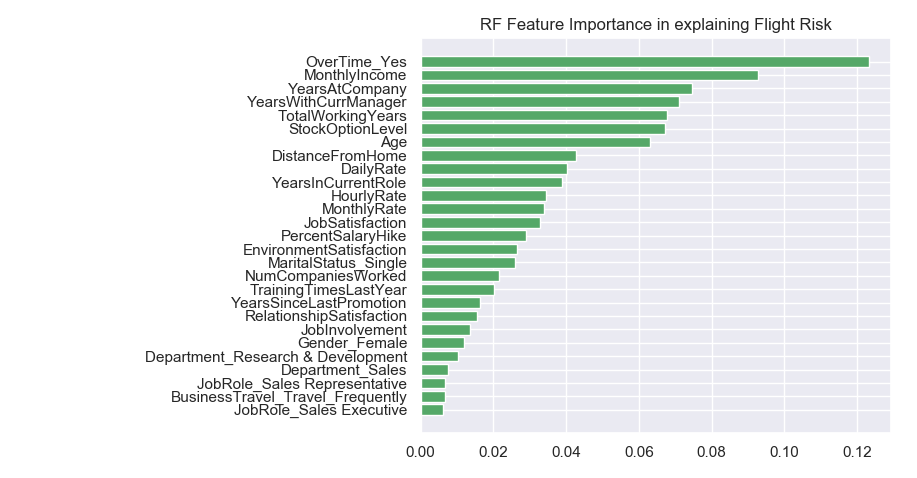 RF Feature Importance in explaining Flight Risk
OverTime_Yes
MonthlyIncome
YearsAtCompany
YearsWithCurrManager
TotalWorkingYears
StockOptionLevel
Age
DistanceFromHome
DailyRate
YearsInCurrentRole
HourlyRate
MonthlyRate
JobSatisfaction
PercentSalaryHike
EnvironmentSatisfaction
MaritalStatus_Single
NumCompaniesWorked
TrainingTimesLastYear
YearsSinceLastPromotion
RelationshipSatisfaction
JobInvolvement
Gender_Female
Department_Research & Development
Department_Sales
JobRole_Sales Representative
BusinessTravel_Travel_Frequently
JobRole_Sales Executive
0.00 0.02 0.04 0.06 0.08 0.10 0.12